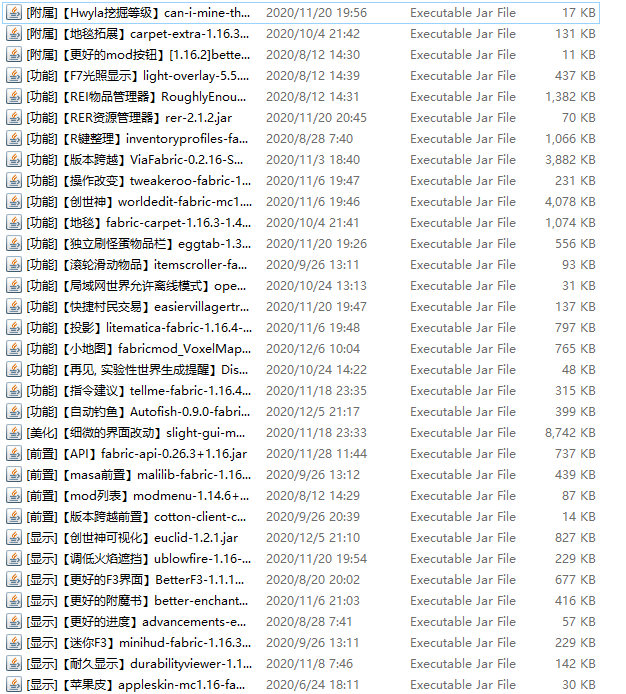 [附属]【Hwyla挖掘等级】can-i-mine-th... 2020/11/20 19:56 Executable Jar File 17 KB
[附属]【地毯拓展】carpet-extra-1.16.3... 2020/10/4 21:42 Executable Jar File 131 KB
[附属]【更好的mod按钮】[1.16.2]bette... 2020/8/12 14:30 Executable Jar File 11 KB
[功能]【F7光照显示】light-overlay-5.5.... 2020/8/12 14:39 Executable Jar File 437 KB
[功能]【REI物品管理器】RoughlyEnou... 2020/8/12 14:31 Executable Jar File 1,382 KB
[功能]【RER资源管理器】rer-2.1.2.jar 2020/11/20 20:45 Executable Jar File 70 KB
[功能]【R键整理】inventoryprofiles-fa... 2020/8/28 7:40 Executable Jar File 1,066 KB
[功能]【版本跨越】ViaFabric-0.2.16-S... 2020/11/3 18:40 Executable Jar File 3,882 KB
[功能]【操作改变】tweakeroo-fabric-1... 2020/11/6 19:47 Executable Jar File 231 KB
[功能]【创世神】worldedit-fabric-mc1.... 2020/11/6 19:46 Executable Jar File 4,078 KB
[功能]【地毯】fabric-carpet-1.16.3-1.4... 2020/10/4 21:41 Executable Jar File 1,074 KB
[功能]【独立刷怪蛋物品栏】eggtab-1.3... 2020/11/20 19:26 Executable Jar File 556 KB
[功能]【滚轮滑动物品】itemscroller-fa... 2020/9/26 13:11 Executable Jar File 93 KB
[功能]【局域网世界允许离线模式】ope... 2020/10/24 13:13 Executable Jar File 31 KB
[功能]【快捷村民交易】easiervillagertr... 2020/11/20 19:47 Executable Jar File 137 KB
[功能]【投影】litematica-fabric-1.16.4-... 2020/11/6 19:48 Executable Jar File 797 KB
[功能]【小地图】fabricmod_VoxelMap... 2020/12/6 10:04 Executable Jar File 765 KB
[功能]【再见, 实验性世界生成提醒】Dis... 2020/10/24 14:22 Executable Jar File 48 KB
[功能]【指令建议】tellme-fabric-1.16.4... 2020/11/18 23:35 Executable Jar File 315 KB
[功能]【自动钓鱼】Autofish-0.9.0-fabri... 2020/12/5 21:17 Executable Jar File 399 KB
[美化]【细微的界面改动】slight-gui-m... 2020/11/18 23:33 Executable Jar File 8,742 KB
[前置]【API】fabric-api-0.26.3+1.16.jar 2020/11/28 11:44 Executable Jar File 737 KB
[前置]【masa前置】malilib-fabric-1.16... 2020/9/26 13:12 Executable Jar File 439 KB
[前置]【mod列表】modmenu-1.14.6+... 2020/8/12 14:29 Executable Jar File 87 KB
[前置]【版本跨越前置】cotton-client-c... 2020/9/26 20:39 Executable Jar File 14 KB
[显示]【创世神可视化】euclid-1.2.1.jar 2020/12/5 21:10 Executable Jar File 827 KB
[显示]【调低火焰遮挡】ublowfire-1.16-... 2020/11/20 19:54 Executable Jar File 229 KB
[显示]【更好的F3界面】BetterF3-1.1.1... 2020/8/20 20:02 Executable Jar File 677 KB
[显示]【更好的附魔书】better-enchant... 2020/11/6 21:03 Executable Jar File 416 KB
[显示]【更好的进度】advancements-e... 2020/8/28 7:41 Executable Jar File 57 KB
[显示]【迷你F3】minihud-fabric-1.16.3... 2020/9/26 13:11 Executable Jar File 229 KB
[显示]【耐久显示】durabilityviewer-1.1... 2020/11/8 7:46 Executable Jar File 142 KB
[显示]【苹果皮】appleskin-mc1.16-fa... 2020/6/24 18:11 Executable Jar File 30 KB